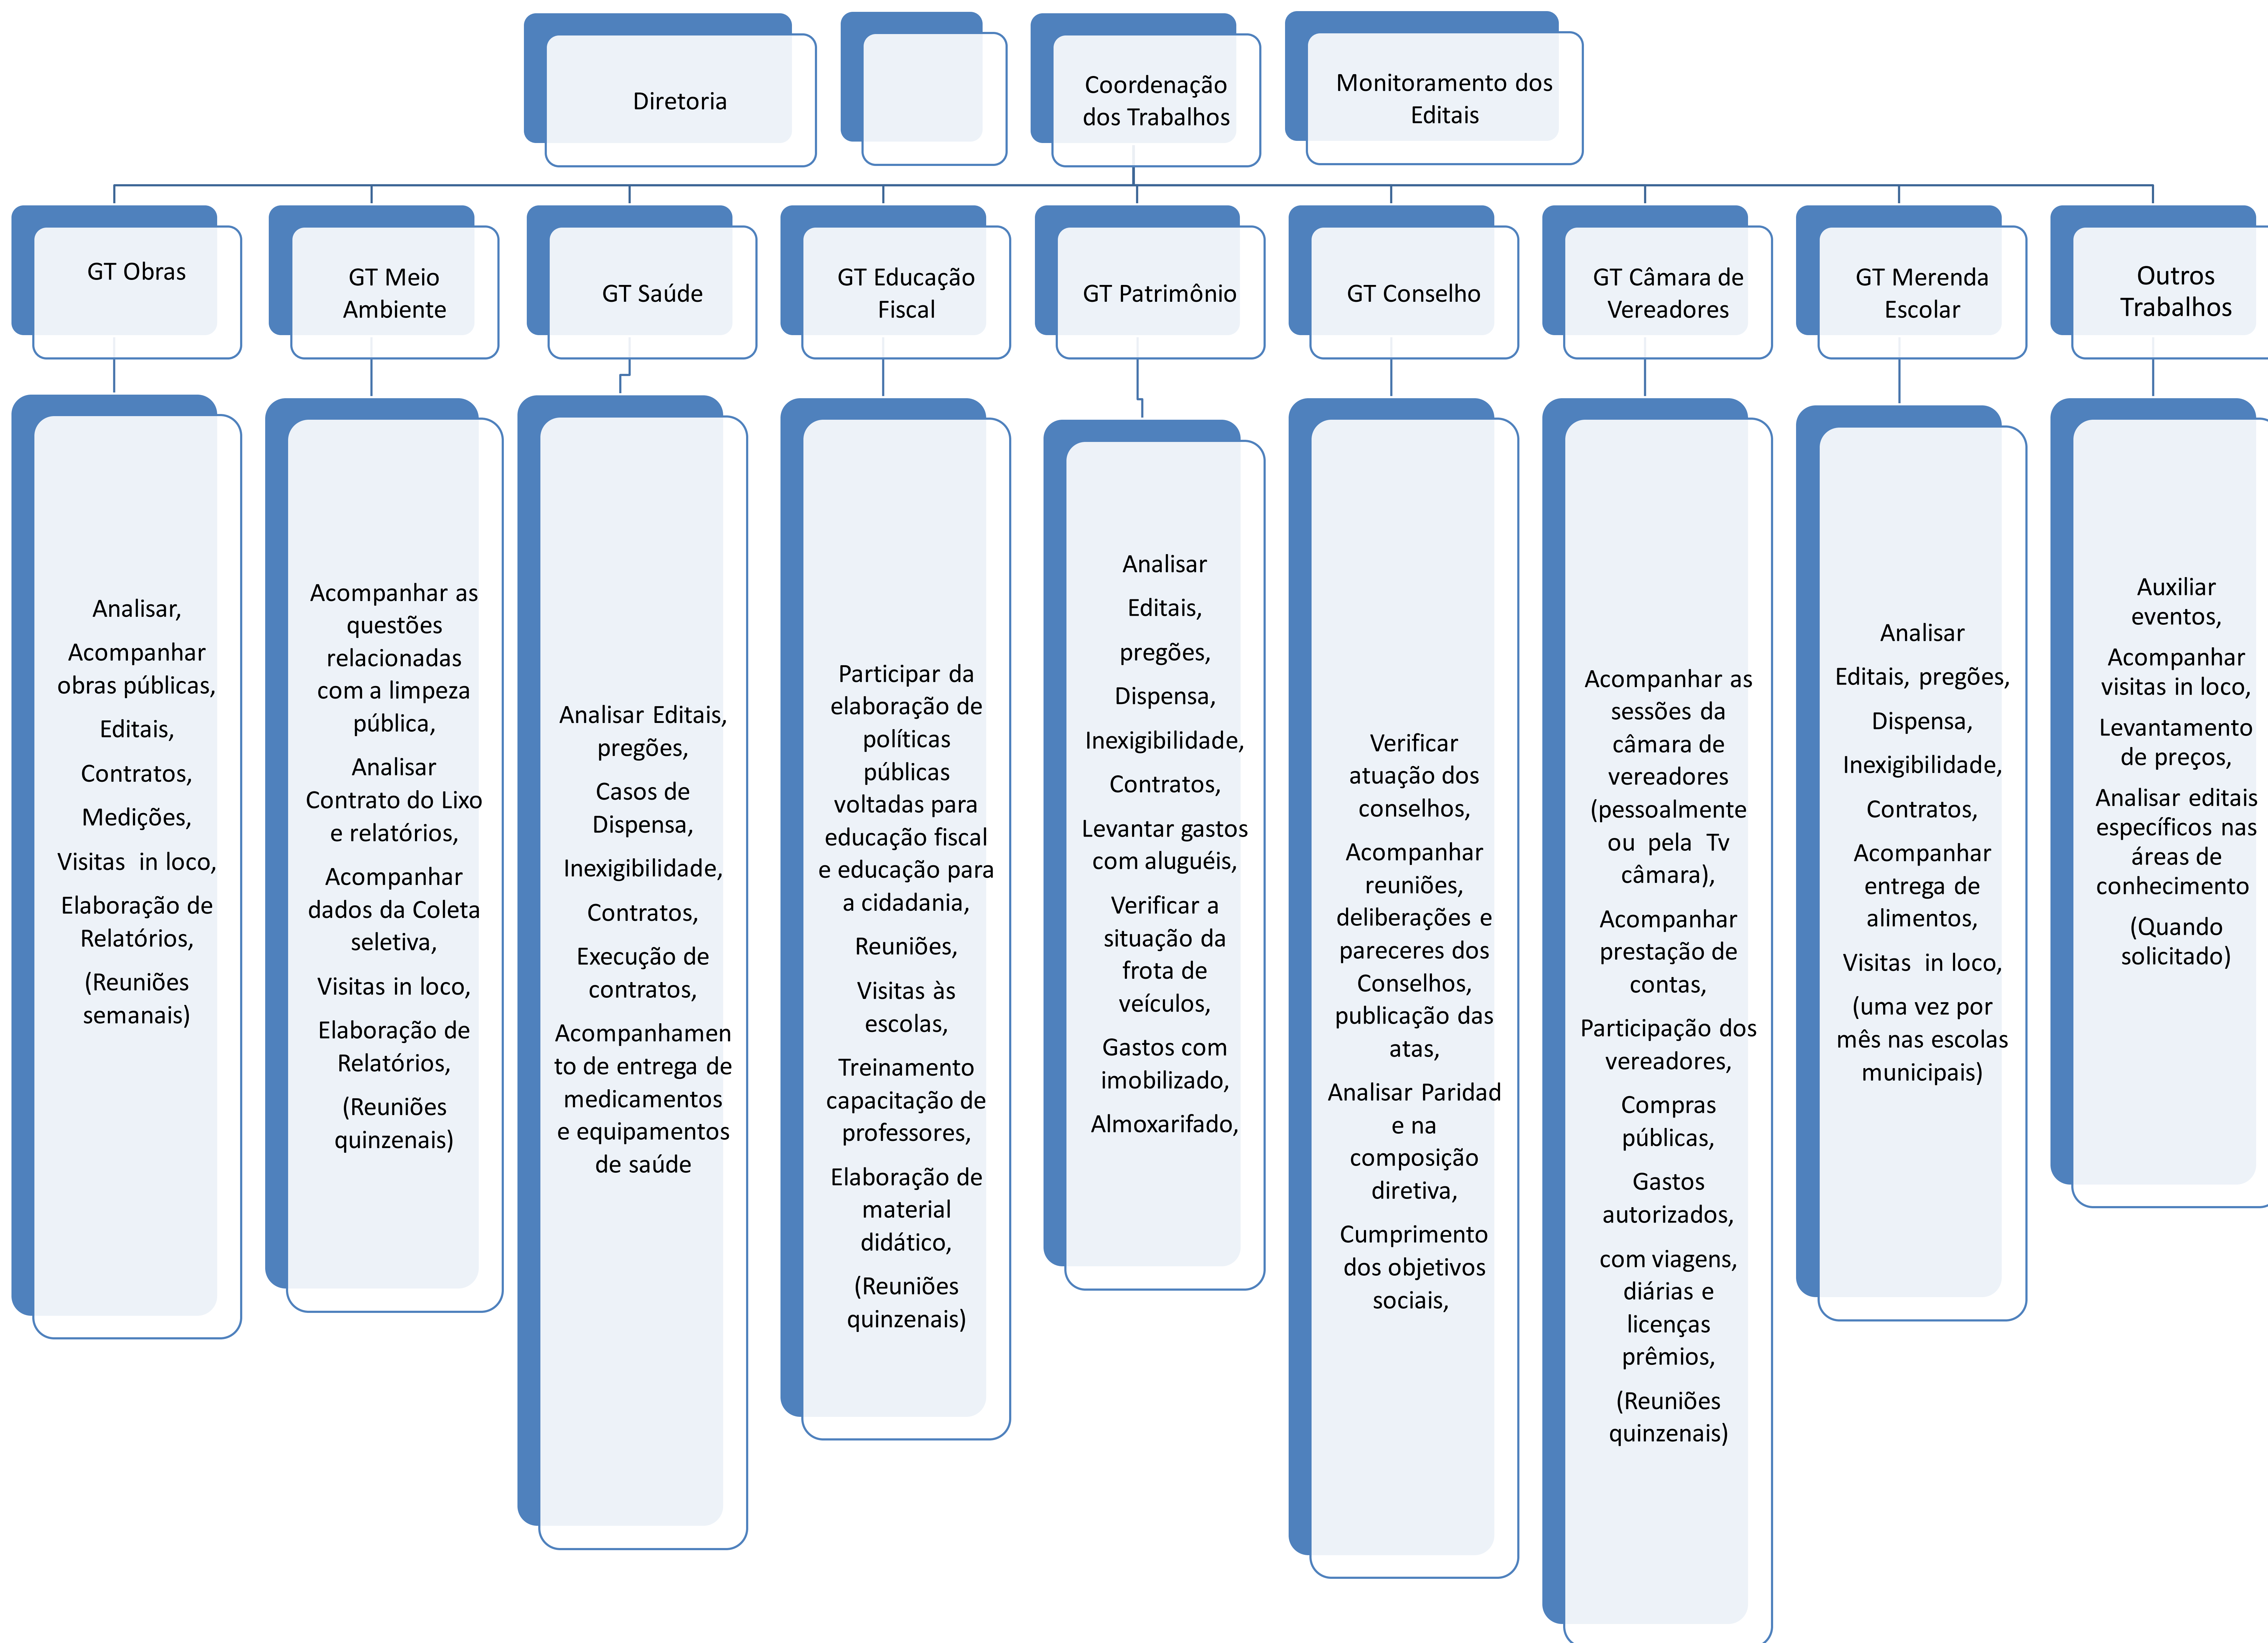 Diretoria
Coordenação
dos Trabalhos
Monitoramento dos
Editais
GT Obras
GT Meio
Ambiente
GT Saúde
GT Educação
Fiscal
GT Patrimônio
GT Conselho
GT Câmara de
Vereadores
GT Merenda
Escolar
Outros
Trabalhos
Analisar,
Acompanhar
obras públicas,
Editais,
Contratos,
Medições,
Visitas  in loco,
Elaboração de
Relatórios,
(Reuniões
semanais)
Acompanhar as
questões
relacionadas
com a limpeza
pública,
Analisar
Contrato do Lixo
e relatórios,
Acompanhar
dados da Coleta
seletiva,
Visitas in loco,
Elaboração de
Relatórios,
(Reuniões
quinzenais)
Analisar Editais,
pregões,
Casos de
Dispensa,
Inexigibilidade,
Contratos,
Execução de
contratos,
Acompanhamen
to de entrega de
medicamentos
e equipamentos
de saúde
Participar da
elaboração de
políticas
públicas
voltadas para
educação fiscal
e educação para
a cidadania,
Reuniões,
Visitas às
escolas,
Treinamento
capacitação de
professores,
Elaboração de
material
didático,
(Reuniões
quinzenais)
Analisar
Editais,
pregões,
Dispensa,
Inexigibilidade,
Contratos,
Levantar gastos
com aluguéis,
Verificar a
situação da
frota de
veículos,
Gastos com
imobilizado,
Almoxarifado,
Verificar
atuação dos
conselhos,
Acompanhar
reuniões,
deliberações e
pareceres dos
Conselhos,
publicação das
atas,
Analisar Paridad
e na
composição
diretiva,
Cumprimento
dos objetivos
sociais,
Acompanhar as
sessões da
câmara de
vereadores
(pessoalmente
ou  pela  Tv
câmara),
Acompanhar
prestação de
contas,
Participação dos
vereadores,
Compras
públicas,
Gastos
autorizados,
com viagens,
diárias e
licenças
prêmios,
(Reuniões
quinzenais)
Analisar
Editais, pregões,
Dispensa,
Inexigibilidade,
Contratos,
Acompanhar
entrega de
alimentos,
Visitas  in loco,
(uma vez por
mês nas escolas
municipais)
Auxiliar
eventos,
Acompanhar
visitas in loco,
Levantamento
de preços,
Analisar editais
específicos nas
áreas de
conhecimento
(Quando
solicitado)